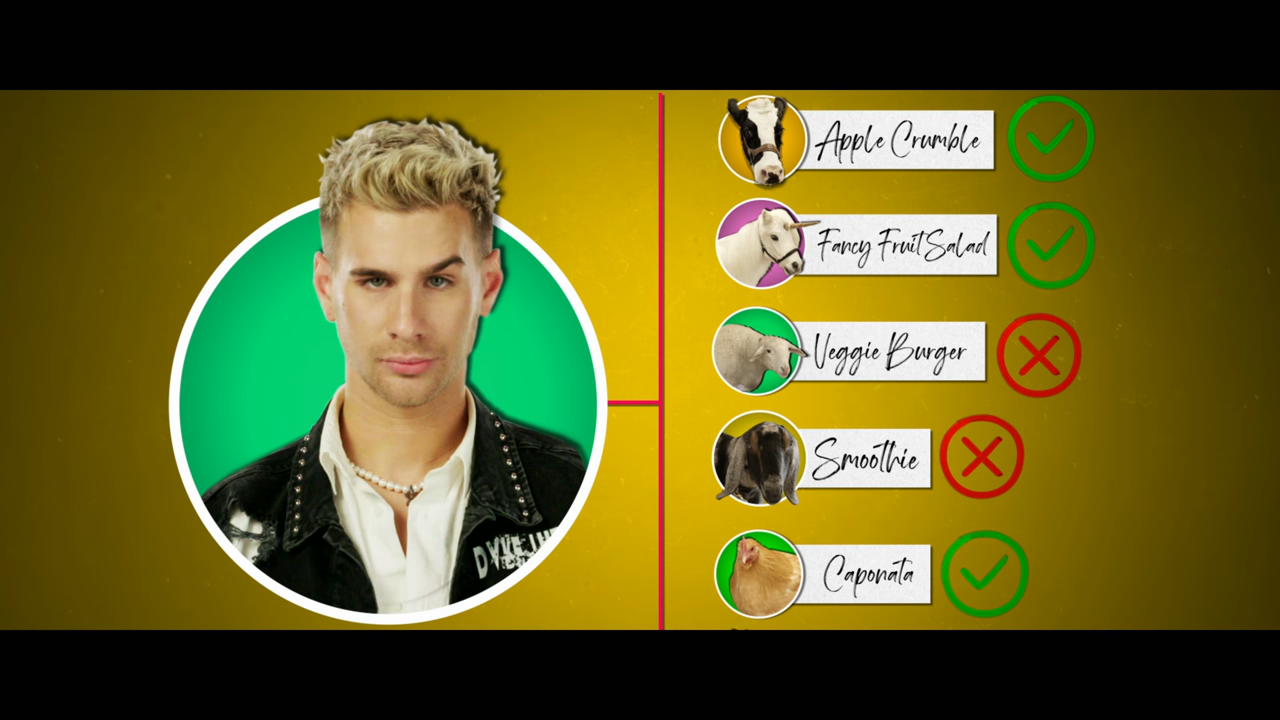 Apple Crumble
Fancy Fruit Salad
Veggie Burger
Smoothie
Caponata